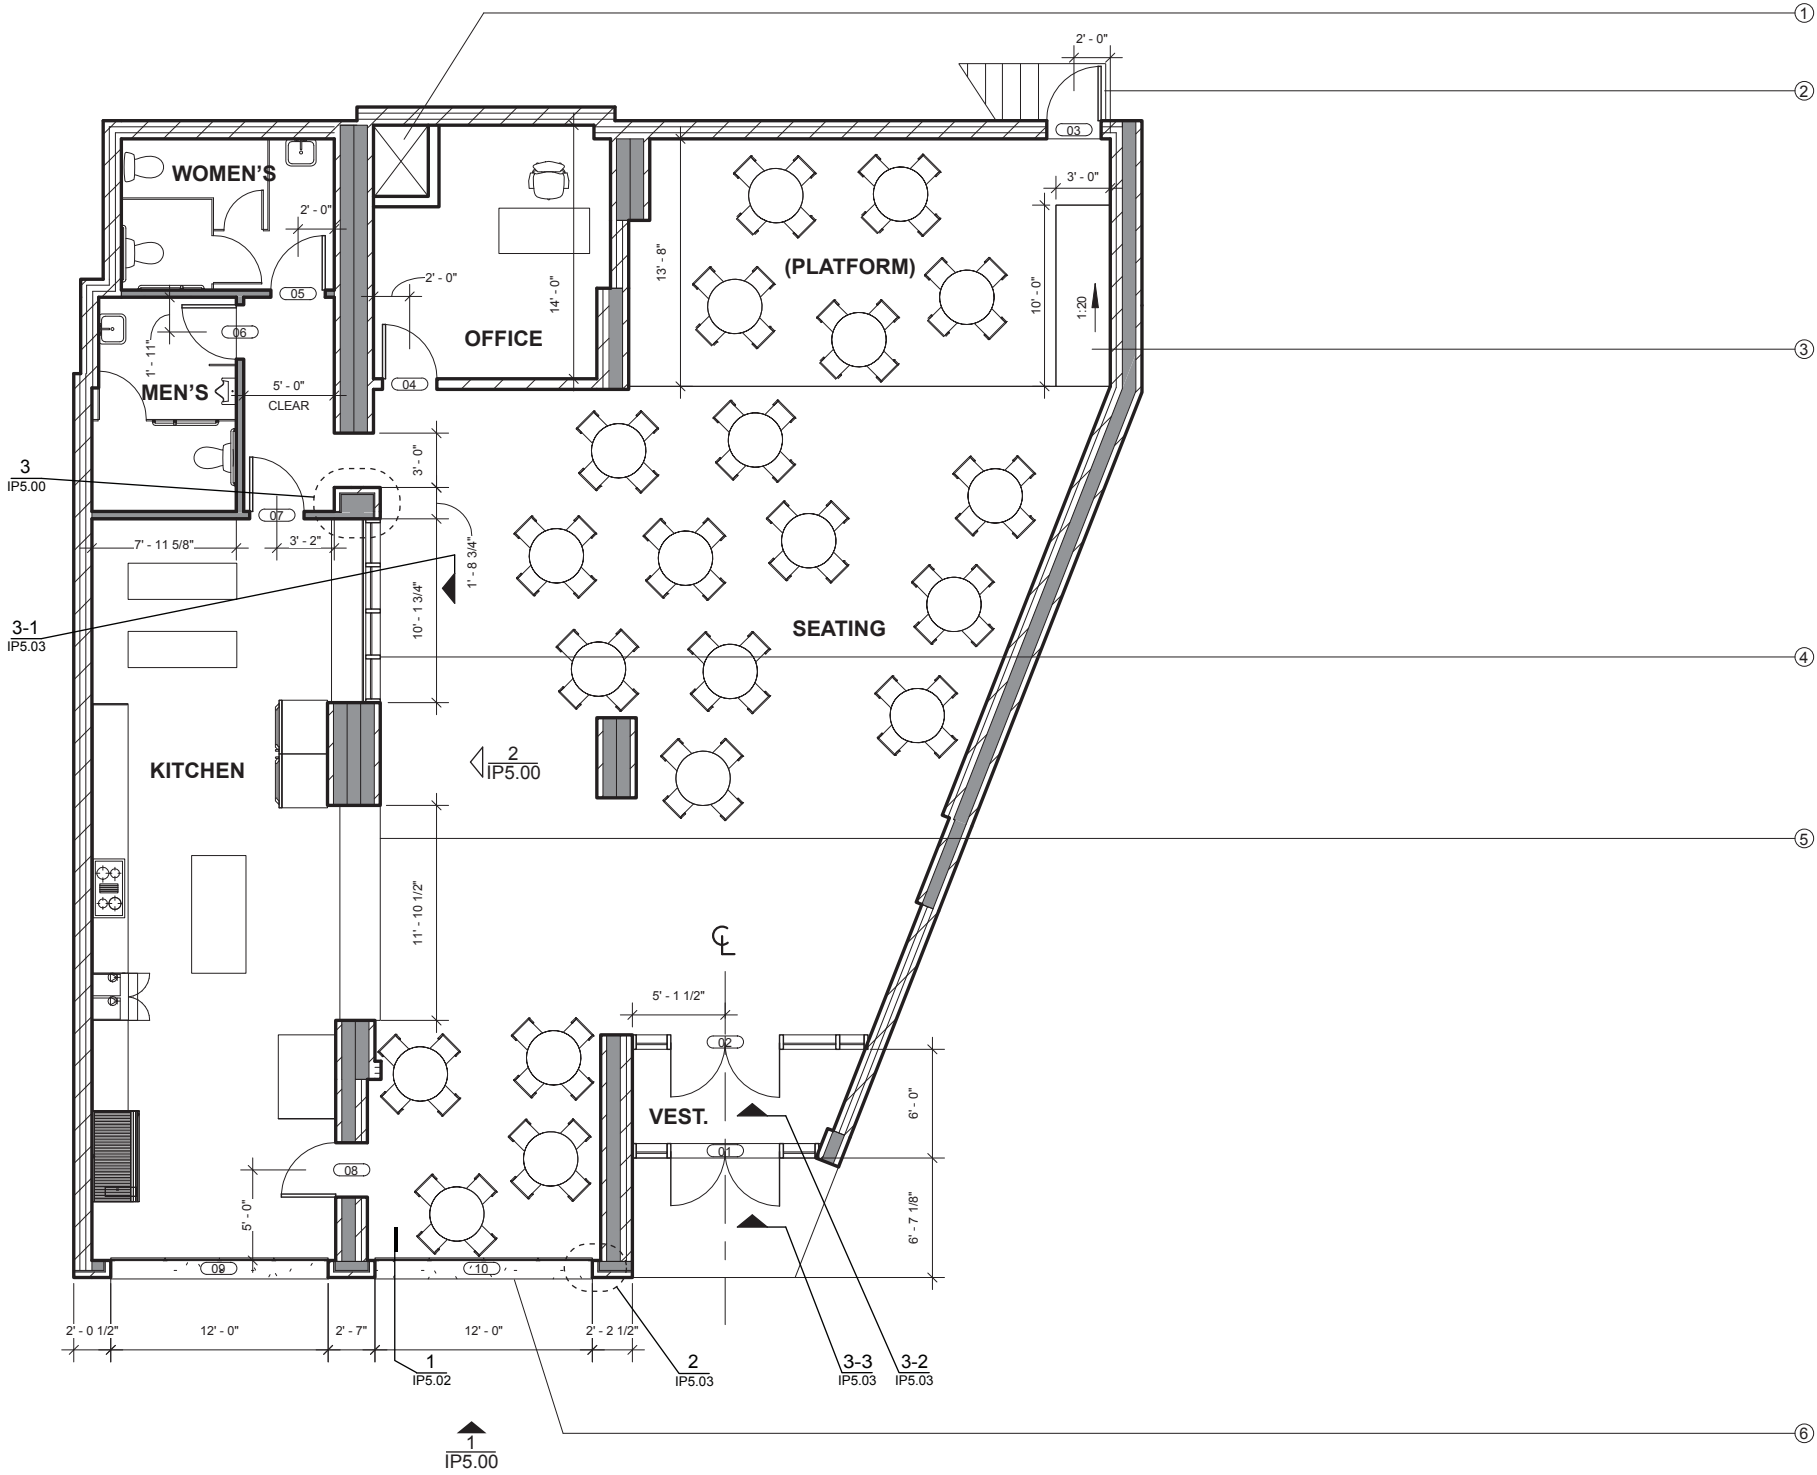 1
2' - 0"
2
03
WOMEN'S
3' - 0"
2' - 0"
13' - 8"
(PLATFORM)
2' - 0"
14' - 0"
10' - 0"
1:20
05
06
OFFICE
3
1' - 11"
MEN'S
5' - 0"
CLEAR
04
3' - 0"
3
IP5.00
07
7' - 11 5/8"
3' - 2"
1' - 8 3/4"
10' - 1 3/4"
3-1
IP5.03
SEATING
4
KITCHEN
2
IP5.00
5
11' - 10 1/2"
CL
5' - 1 1/2"
02
6' - 0"
VEST.
01
08
5' - 0"
6' - 7 1/8"
09
10
2' - 0 1/2"
12' - 0"
2' - 7"
12' - 0"
2' - 2 1/2"
1
IP5.02
2
IP5.03
3-3
IP5.03
3-2
IP5.03
6
1
IP5.00